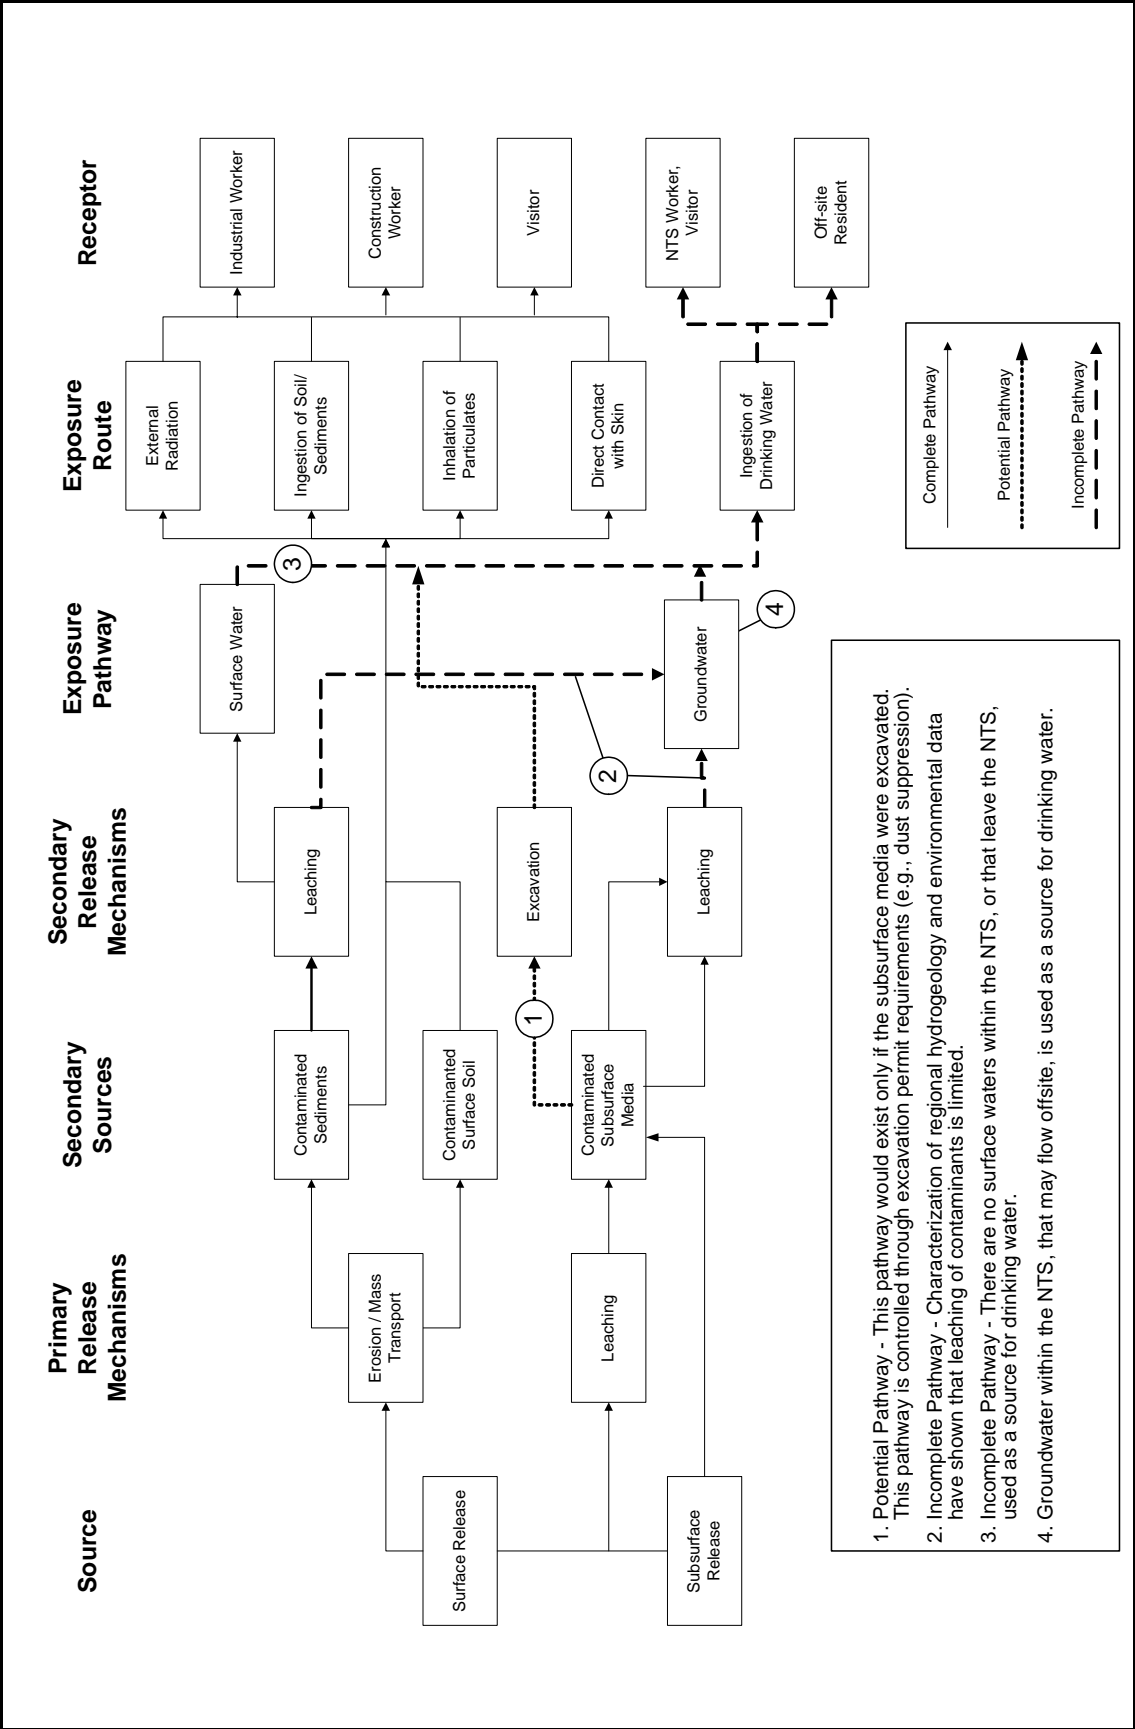 Source
Primary
Release
Mechanisms
Secondary
Sources
Secondary
Release
Mechanisms
Exposure
Pathway
Exposure
Route
Receptor
Surface Release
Subsurface
Release
Erosion / Mass
Transport
Leaching
Contaminated
Sediments
Contaminanted
Surface Soil
Contaminated
Subsurface
Media
1
Leaching
Excavation
Leaching
2
Surface Water
Groundwater
3
4
External
Radiation
Ingestion of Soil/
Sediments
Inhalation of
Particulates
Direct Contact
with Skin
Ingestion of
Drinking Water
Industrial Worker
Construction
Worker
Visitor
NTS Worker,
Visitor
Off-site
Resident
Complete Pathway
Potential Pathway
Incomplete Pathway
1. Potential Pathway - This pathway would exist only if the subsurface media were excavated.
This pathway is controlled through excavation permit requirements (e.g., dust suppression).
2. Incomplete Pathway - Characterization of regional hydrogeology and environmental data
have shown that leaching of contaminants is limited.
3. Incomplete Pathway - There are no surface waters within the NTS, or that leave the NTS,
used as a source for drinking water.
4. Groundwater within the NTS, that may flow offsite, is used as a source for drinking water.